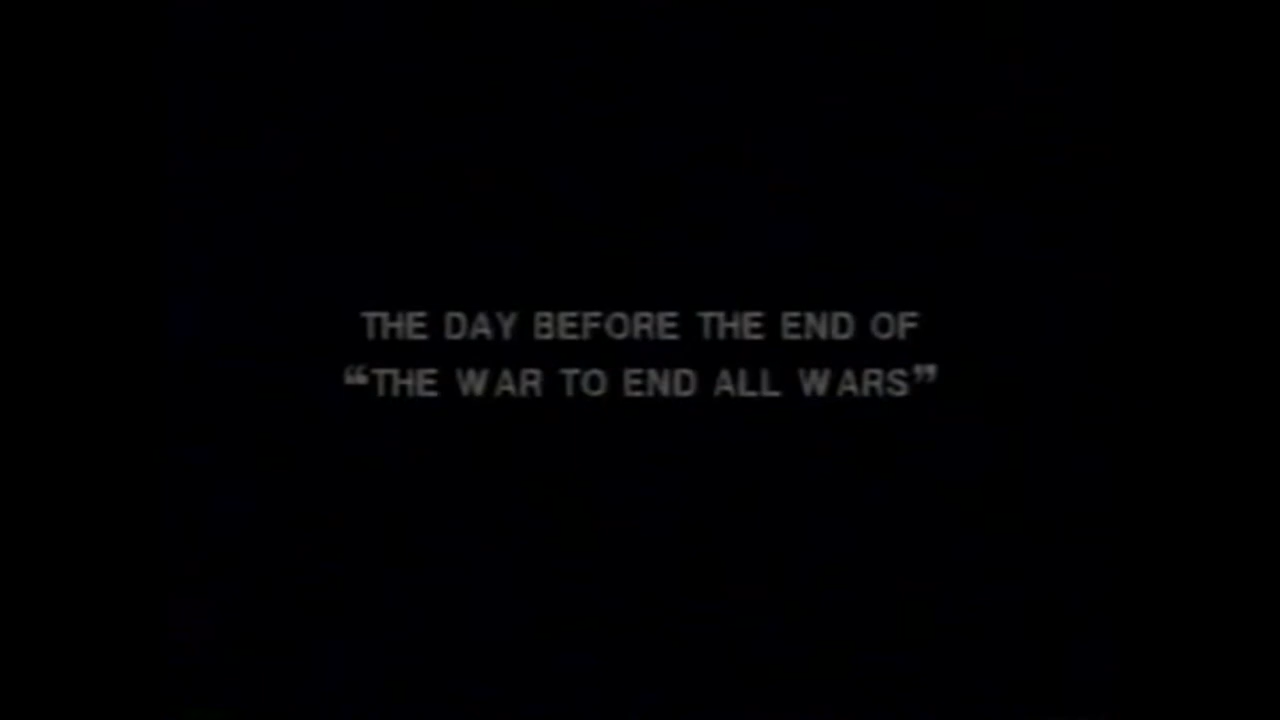 THE DAY BEFORE THE END OF
“THE WAR TO END ALL WARS”